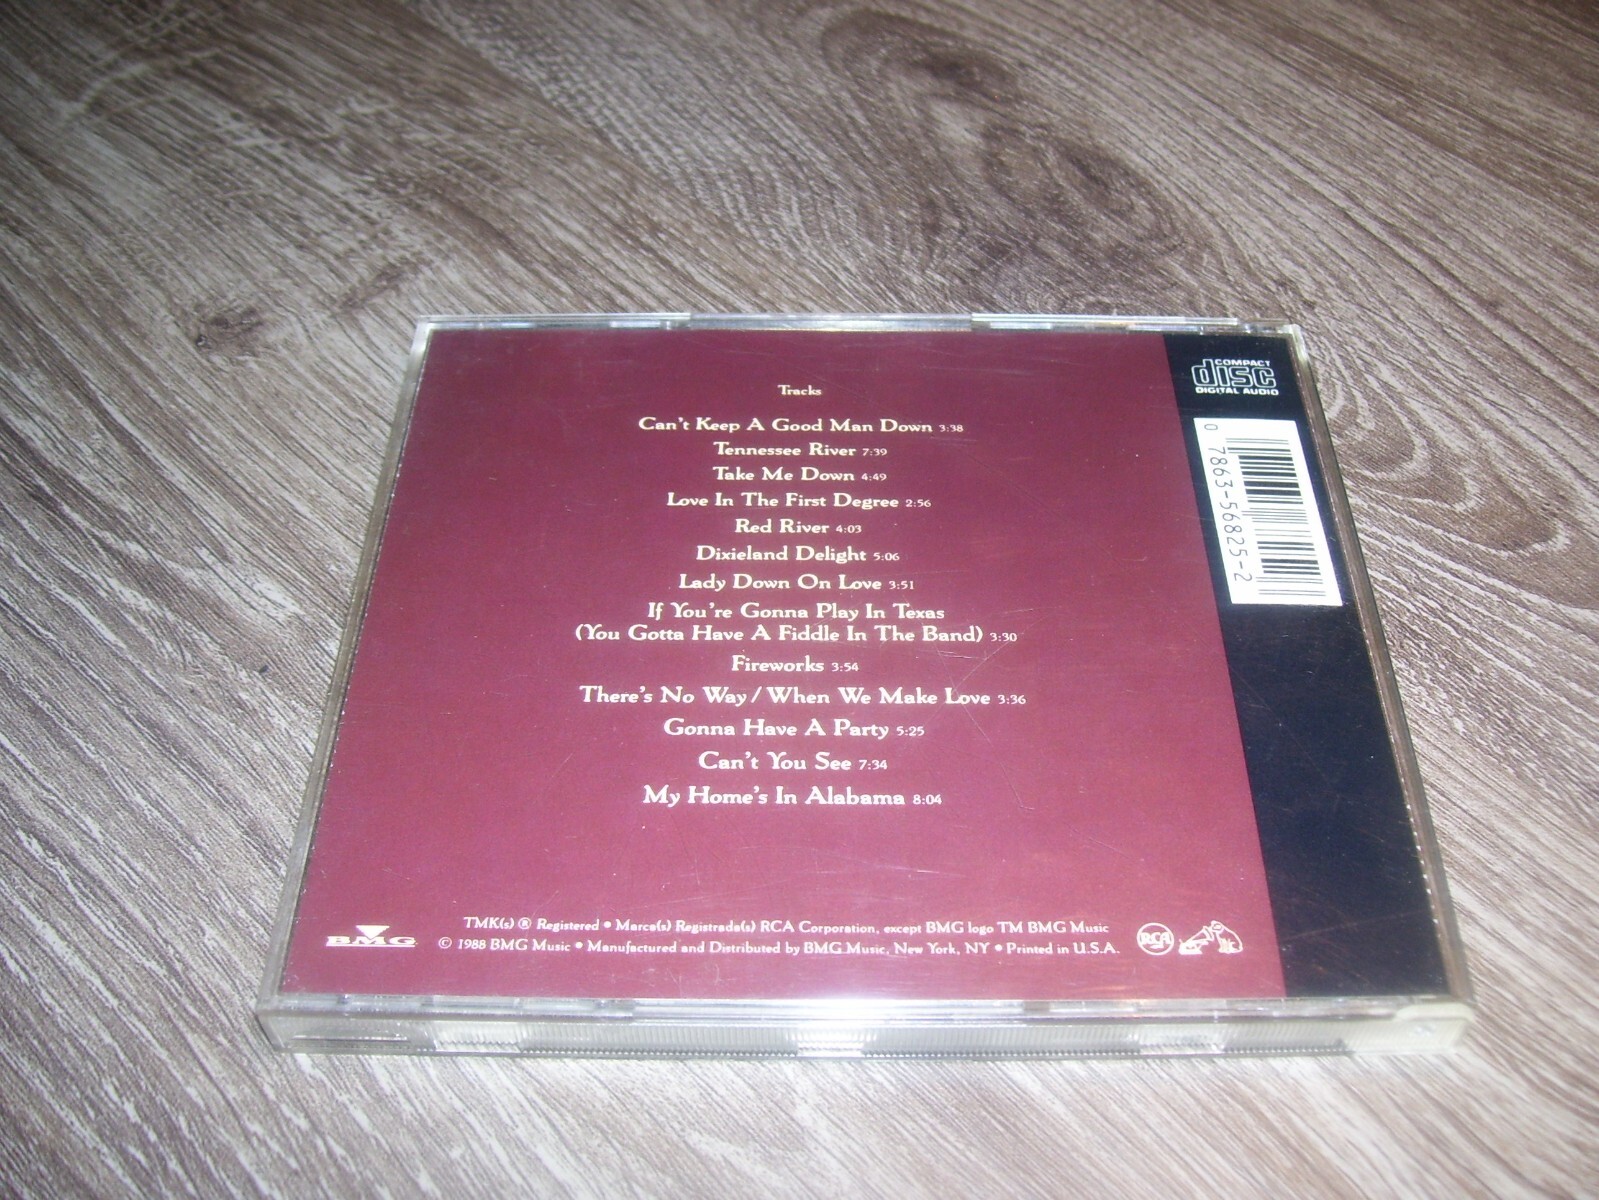 Tracks
Can't Keep A Good Man Down 3:38
Tennessee River 7:39
Take Me Down 4:49
Love In The First Degree 2:56
Red River 4:03
Dixieland Delight 5:06
Lady Down On Love 3:51
If You're Gonna Play In Texas
(You Gotta Have A Fiddle In The Band) 3:30
Fireworks 3:54
There's No Way / When We Make Love 3:36
Gonna Have A Party 5:25
Can't You See 7:34
My Home's In Alabama 8:04
BMG
TMK(s) ® Registered • Marca(s) Registrada(s) RCA Corporation, except BMG logo TM BMG Music
© 1988 BMG Music • Manufactured and Distributed by BMG Music, New York, NY • Printed in U.S.A.
RCA
COMPACT
disc
DIGITAL AUDIO
0 7863-56825-2